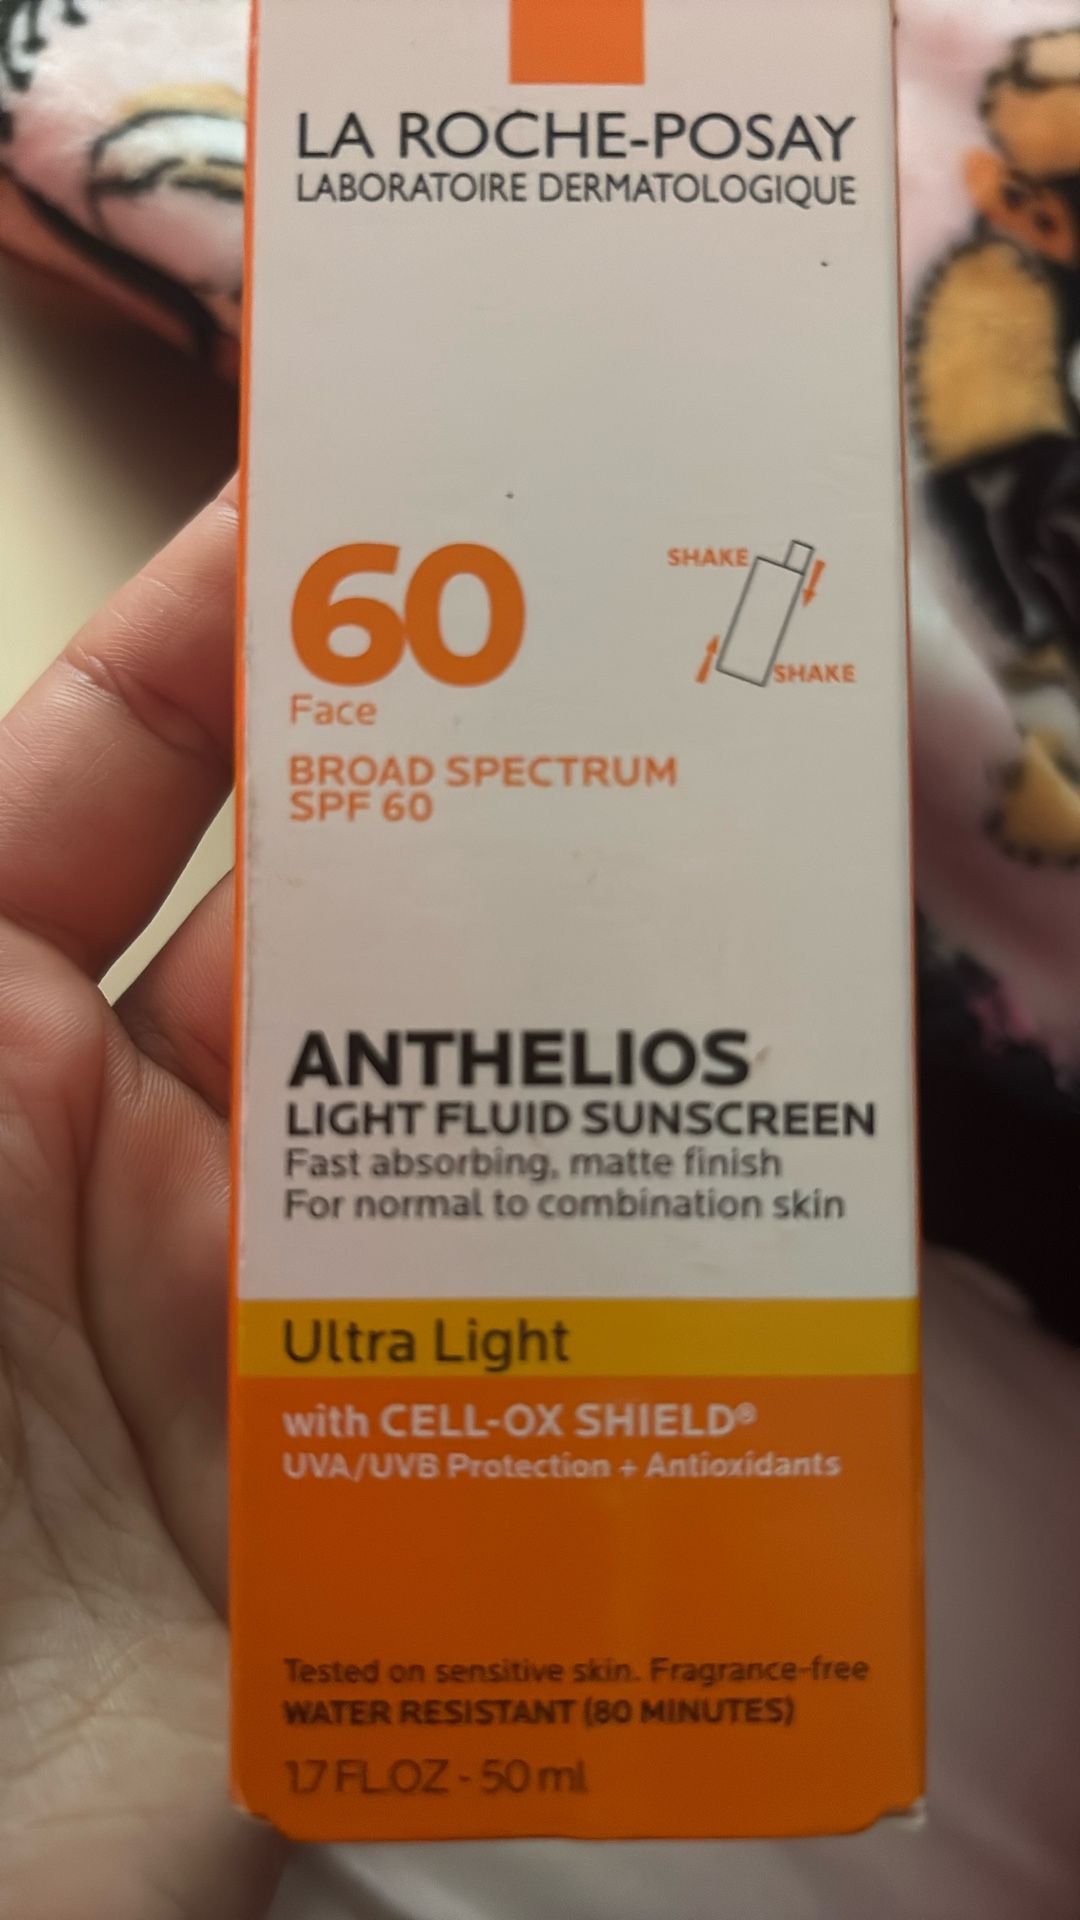 LA ROCHE-POSAY
LABORATOIRE DERMATOLOGIQUE
60
Face
SHAKE
SHAKE
BROAD SPECTRUM
SPF 60
ANTHELIOS
LIGHT FLUID SUNSCREEN
Fast absorbing, matte finish
For normal to combination skin
Ultra Light
with CELL-OX SHIELD®
UVA/UVB Protection + Antioxidants
Tested on sensitive skin. Fragrance-free
WATER RESISTANT (80 MINUTES)
1.7 FL.OZ - 50 ml